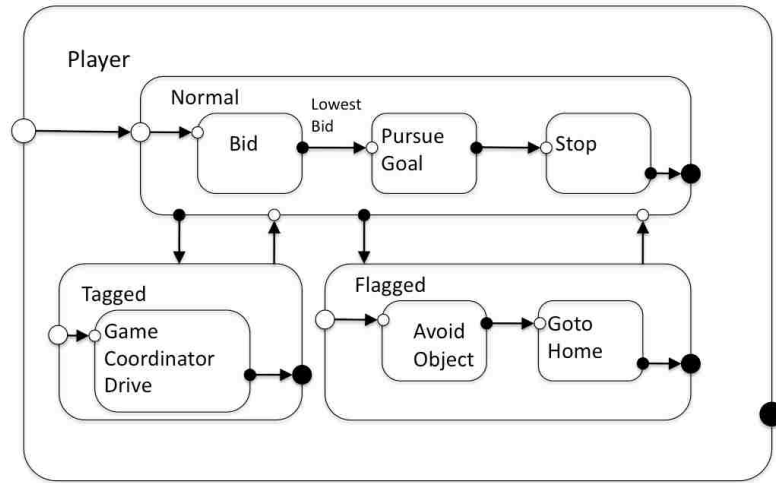 Player
Normal
Lowest
Bid
Bid
Pursue
Goal
Stop
Tagged
Game
Coordinator
Drive
Flagged
Avoid
Object
Goto
Home